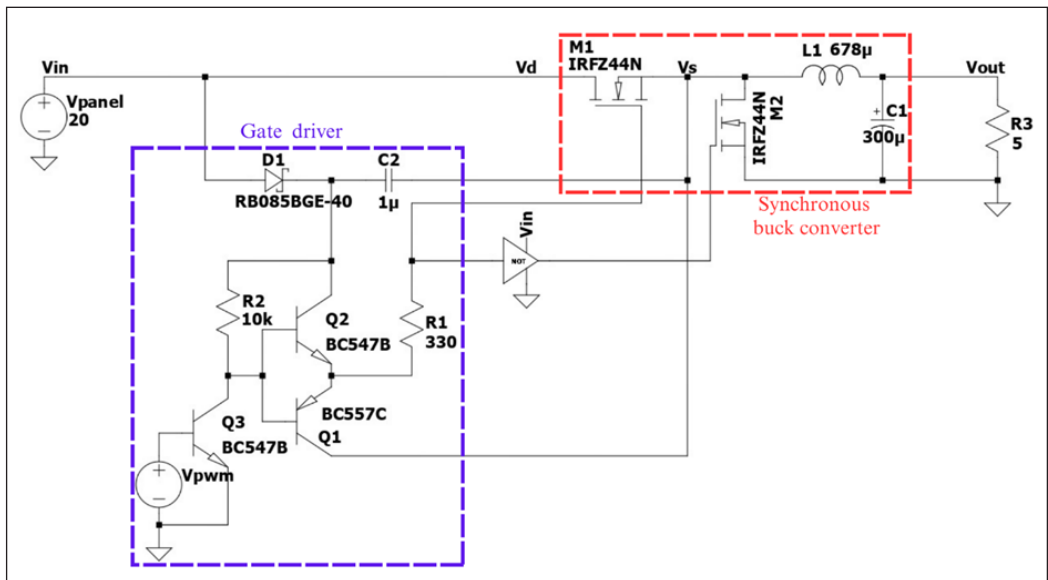 M1
IRFZ44N
L1 678µ
Vin
Vd
Vs
Vout
Vpanel
20
IRFZ44N
M2
C1
300µ
R3
5
Gate driver
D1
C2
RB085BGE-40
1µ
Synchronous
buck converter
Vin
NOT
R2
10k
Q2
BC547B
R1
330
BC557C
Q1
Q3
BC547B
Vpwm